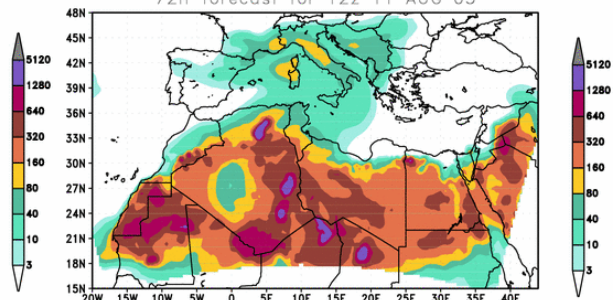 72h forecast for 12z 11 AUG 05
48N
45N
42N
39N
36N
33N
30N
27N
24N
21N
18N
15N
20W 15W 10W 5W 0 5E 10E 15E 20E 25E 30E 35E 40E
5120
1280
640
320
160
80
40
10
3
5120
1280
640
320
160
80
40
10
3